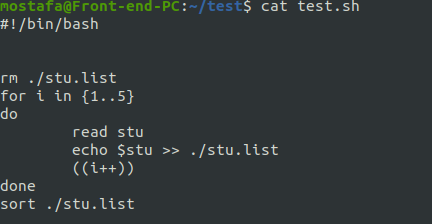 mostafa@Front-end-PC:~/test$ cat test.sh
#!/bin/bash
rm ./stu.list
for i in {1..5}
do
        read stu
        echo $stu >> ./stu.list
        ((i++))
done
sort ./stu.list